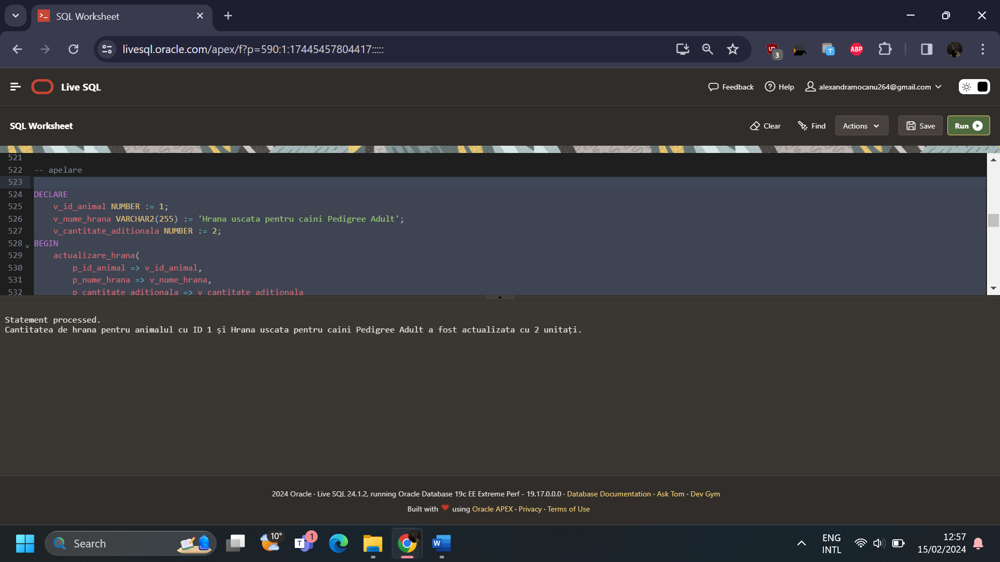 SQL Worksheet
livesql.oracle.com/apex/f?p=590:1:17445457804417:::::
3
ABP
Live SQL
Feedback
Help
alexandramocanu264@gmail.com
SQL Worksheet
Clear
Find
Actions
Save
Run
521
522 -- apelare
523
524 DECLARE
525 v_id_animal NUMBER := 1;
526 v_nume_hrana VARCHAR2(255) := 'Hrana uscata pentru caini Pedigree Adult';
527 v_cantitate_aditionala NUMBER := 2;
528 BEGIN
529 actualizare_hrana(
530 p_id_animal => v_id_animal,
531 p_nume_hrana => v_nume_hrana,
532 p_cantitate_aditionala => v_cantitate_aditionala
Statement processed.
Cantitatea de hrana pentru animalul cu ID 1 și Hrana uscata pentru caini Pedigree Adult a fost actualizata cu 2 unitați.
2024 Oracle · Live SQL 24.1.2, running Oracle Database 19c EE Extreme Perf - 19.17.0.0.0 · Database Documentation · Ask Tom · Dev Gym
Built with ❤ using Oracle APEX · Privacy · Terms of Use
Search
10°
T
1
W
ENG
INTL
12:57
15/02/2024